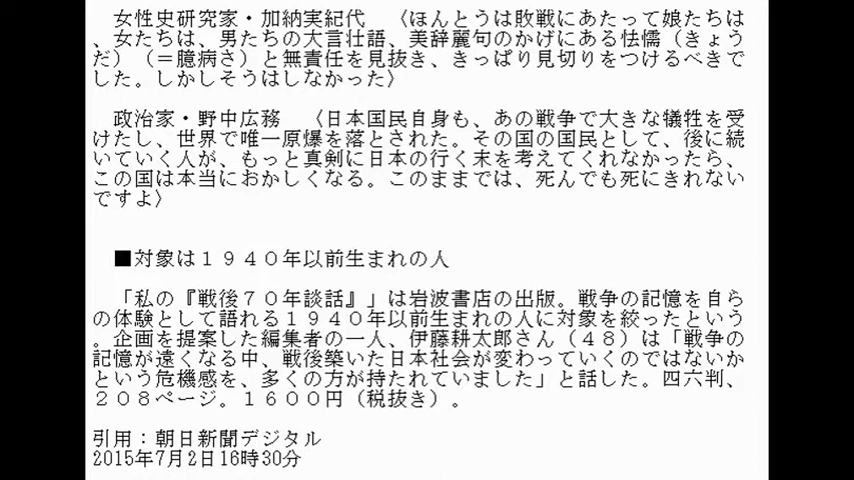 女性史研究家・加納実紀代　〈ほんとうは敗戦にあたって娘たちは
、女たちは、男たちの大言壮語、美辞麗句のかげにある怯懦（きょう
だ）（＝臆病さ）と無責任を見抜き、きっぱり見切りをつけるべきで
した。しかしそうはしなかった〉
政治家・野中広務　〈日本国民自身も、あの戦争で大きな犠牲を受
けたし、世界で唯一原爆を落とされた。その国の国民として、後に続
いていく人が、もっと真剣に日本の行く末を考えてくれなかったら、
この国は本当におかしくなる。このままでは、死んでも死にきれない
ですよ〉
■対象は１９４０年以前生まれの人
「私の『戦後７０年談話』」は岩波書店の出版。戦争の記憶を自ら
の体験として語れる１９４０年以前生まれの人に対象を絞ったという
。企画を提案した編集者の一人、伊藤耕太郎さん（４８）は「戦争の
記憶が遠くなる中、戦後築いた日本社会が変わっていくのではないか
という危機感を、多くの方が持たれていました」と話した。四六判、
２０８ページ。１６００円（税抜き）。
引用：朝日新聞デジタル
2015年7月2日16時30分